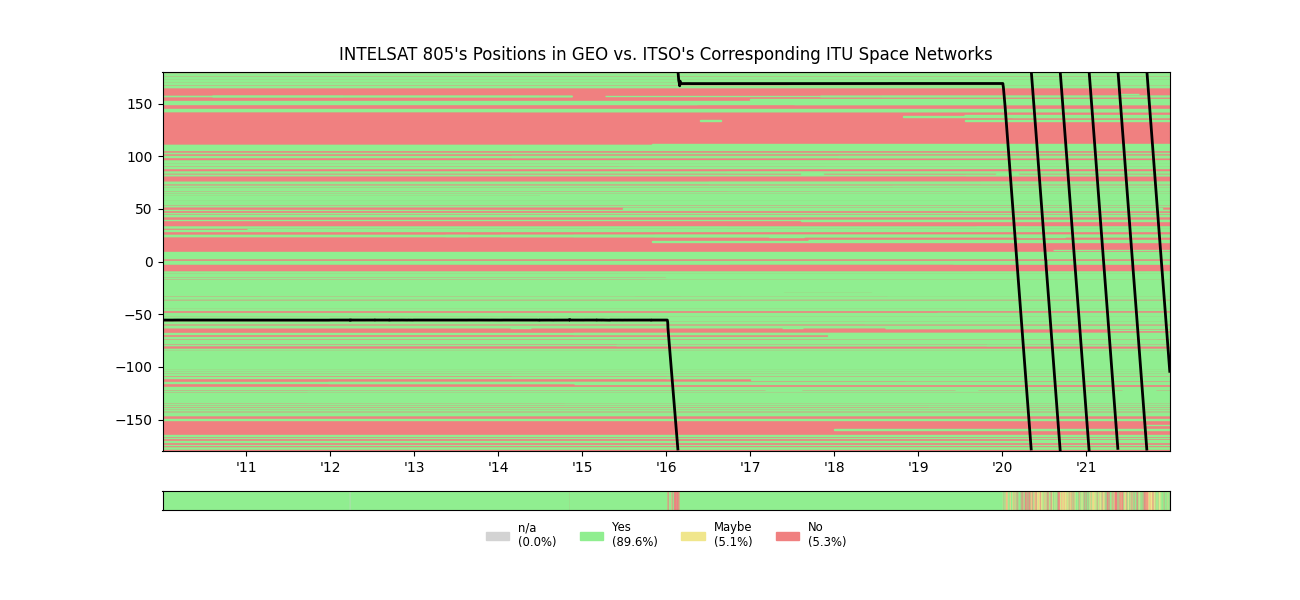 INTELSAT 805's Positions in GEO vs. ITSO's Corresponding ITU Space Networks
150
100
50
0
−50
−100
−150
'11 '12 '13 '14 '15 '16 '17 '18 '19 '20 '21
n/a Yes Maybe No
(0.0%) (89.6%) (5.1%) (5.3%)